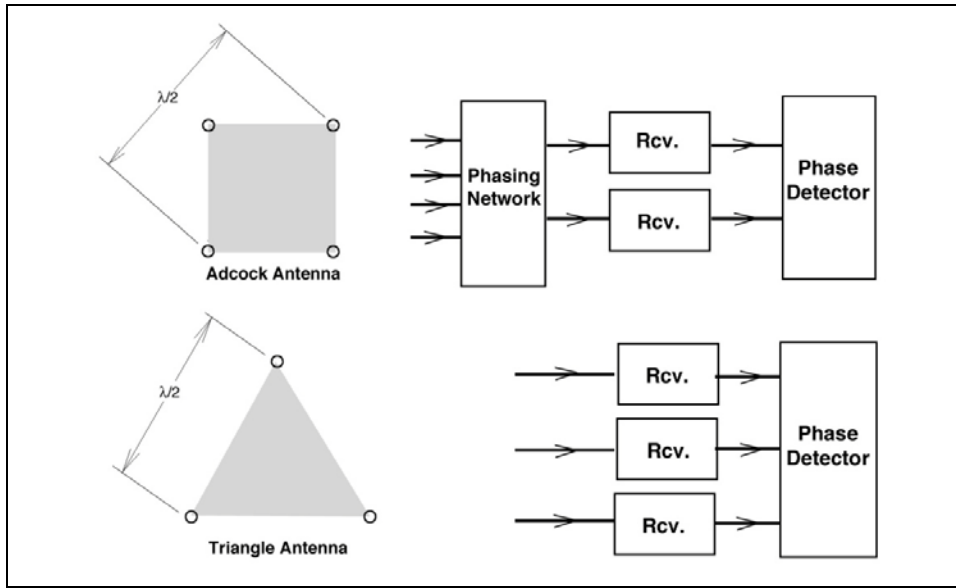 λ/2
Adcock Antenna
Phasing
Network
Rcv.
Rcv.
Phase
Detector
λ/2
Triangle Antenna
Rcv.
Rcv.
Rcv.
Phase
Detector